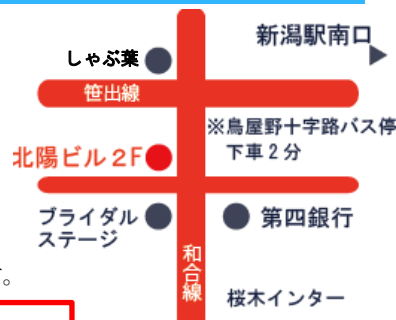 新潟駅南口
しゃぶ葉
笹出線
※鳥屋野十字路バス停
下車2分
北陽ビル2F
ブライダル
ステージ
第四銀行
和合線
。
桜木インター